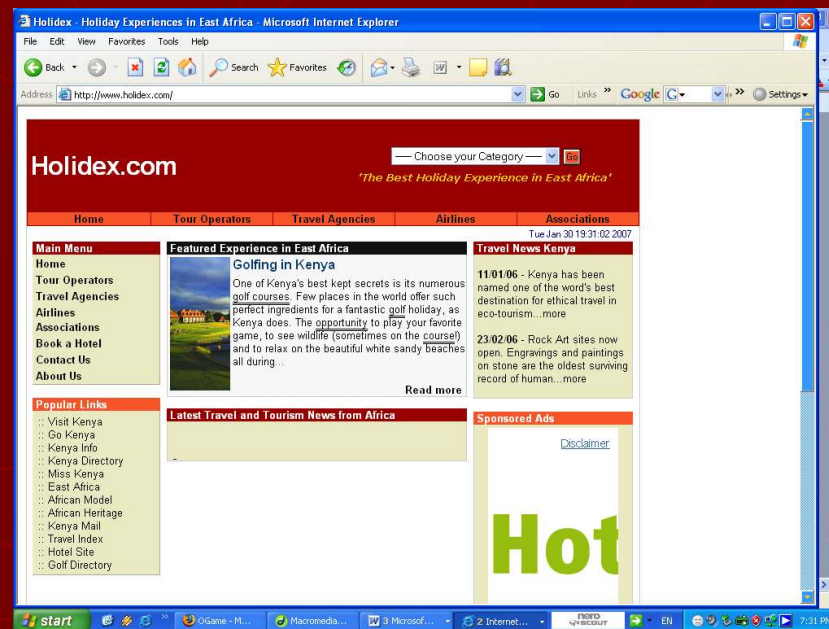 Holidex - Holiday Experiences in East Africa - Microsoft Internet Explorer
File Edit View Favorites Tools Help
Back Search Favorites
Address http://www.holidex.com/ Go Links » Google G » Settings
Holidex.com
— Choose your Category — Go
'The Best Holiday Experience in East Africa'
Home Tour Operators Travel Agencies Airlines Associations
Tue Jan 30 19:31:02 2007
Main Menu
Home
Tour Operators
Travel Agencies
Airlines
Associations
Book a Hotel
Contact Us
About Us
Popular Links
:: Visit Kenya
:: Go Kenya
:: Kenya Info
:: Kenya Directory
:: Miss Kenya
:: East Africa
:: African Model
:: African Heritage
:: Kenya Mail
:: Travel Index
:: Hotel Site
:: Golf Directory
Featured Experience in East Africa
Golfing in Kenya
One of Kenya's best kept secrets is its numerous
golf courses. Few places in the world offer such
perfect ingredients for a fantastic golf holiday, as
Kenya does. The opportunity to play your favorite
game, to see wildlife (sometimes on the course!)
and to relax on the beautiful white sandy beaches
all during...
Read more
Latest Travel and Tourism News from Africa
-
Travel News Kenya
11/01/06 - Kenya has been
named one of the word's best
destination for ethical travel in
eco-tourism...more
23/02/06 - Rock Art sites now
open. Engravings and paintings
on stone are the oldest surviving
record of human...more
Sponsored Ads
Disclaimer
Hot
start » OGame - M... Macromedia... 3 Microsof... 2 Internet... nero SCOUT EN 7:31 PM